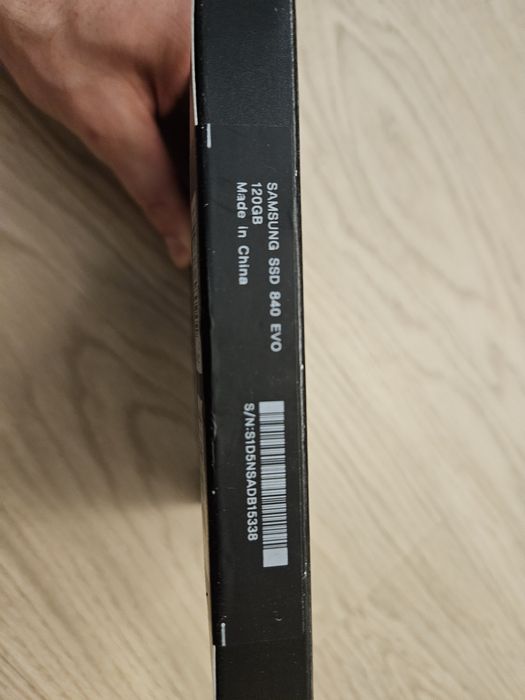 SAMSUNG SSD 840 EVO
120GB
Made in China
S/N:S1D5NSADB15338